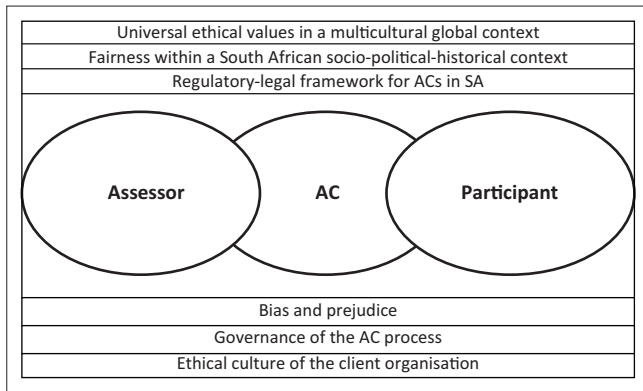 Universal ethical values in a multicultural global context
Fairness within a South African socio-political-historical context
Regulatory-legal framework for ACs in SA
Assessor
AC
Participant
Bias and prejudice
Governance of the AC process
Ethical culture of the client organisation